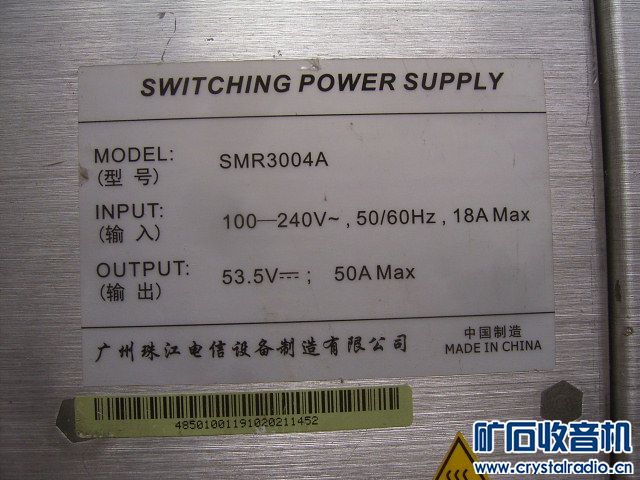 SWITCHING POWER SUPPLY
MODEL: SMR3004A
(型 号)
INPUT: 100—240V~ , 50/60Hz , 18A Max
(输 入)
OUTPUT: 53.5V⎓ ; 50A Max
(输 出)
广州珠江电信设备制造有限公司
中国制造
MADE IN CHINA
48501001191020211452
矿石收音机
www.crystalradio.cn